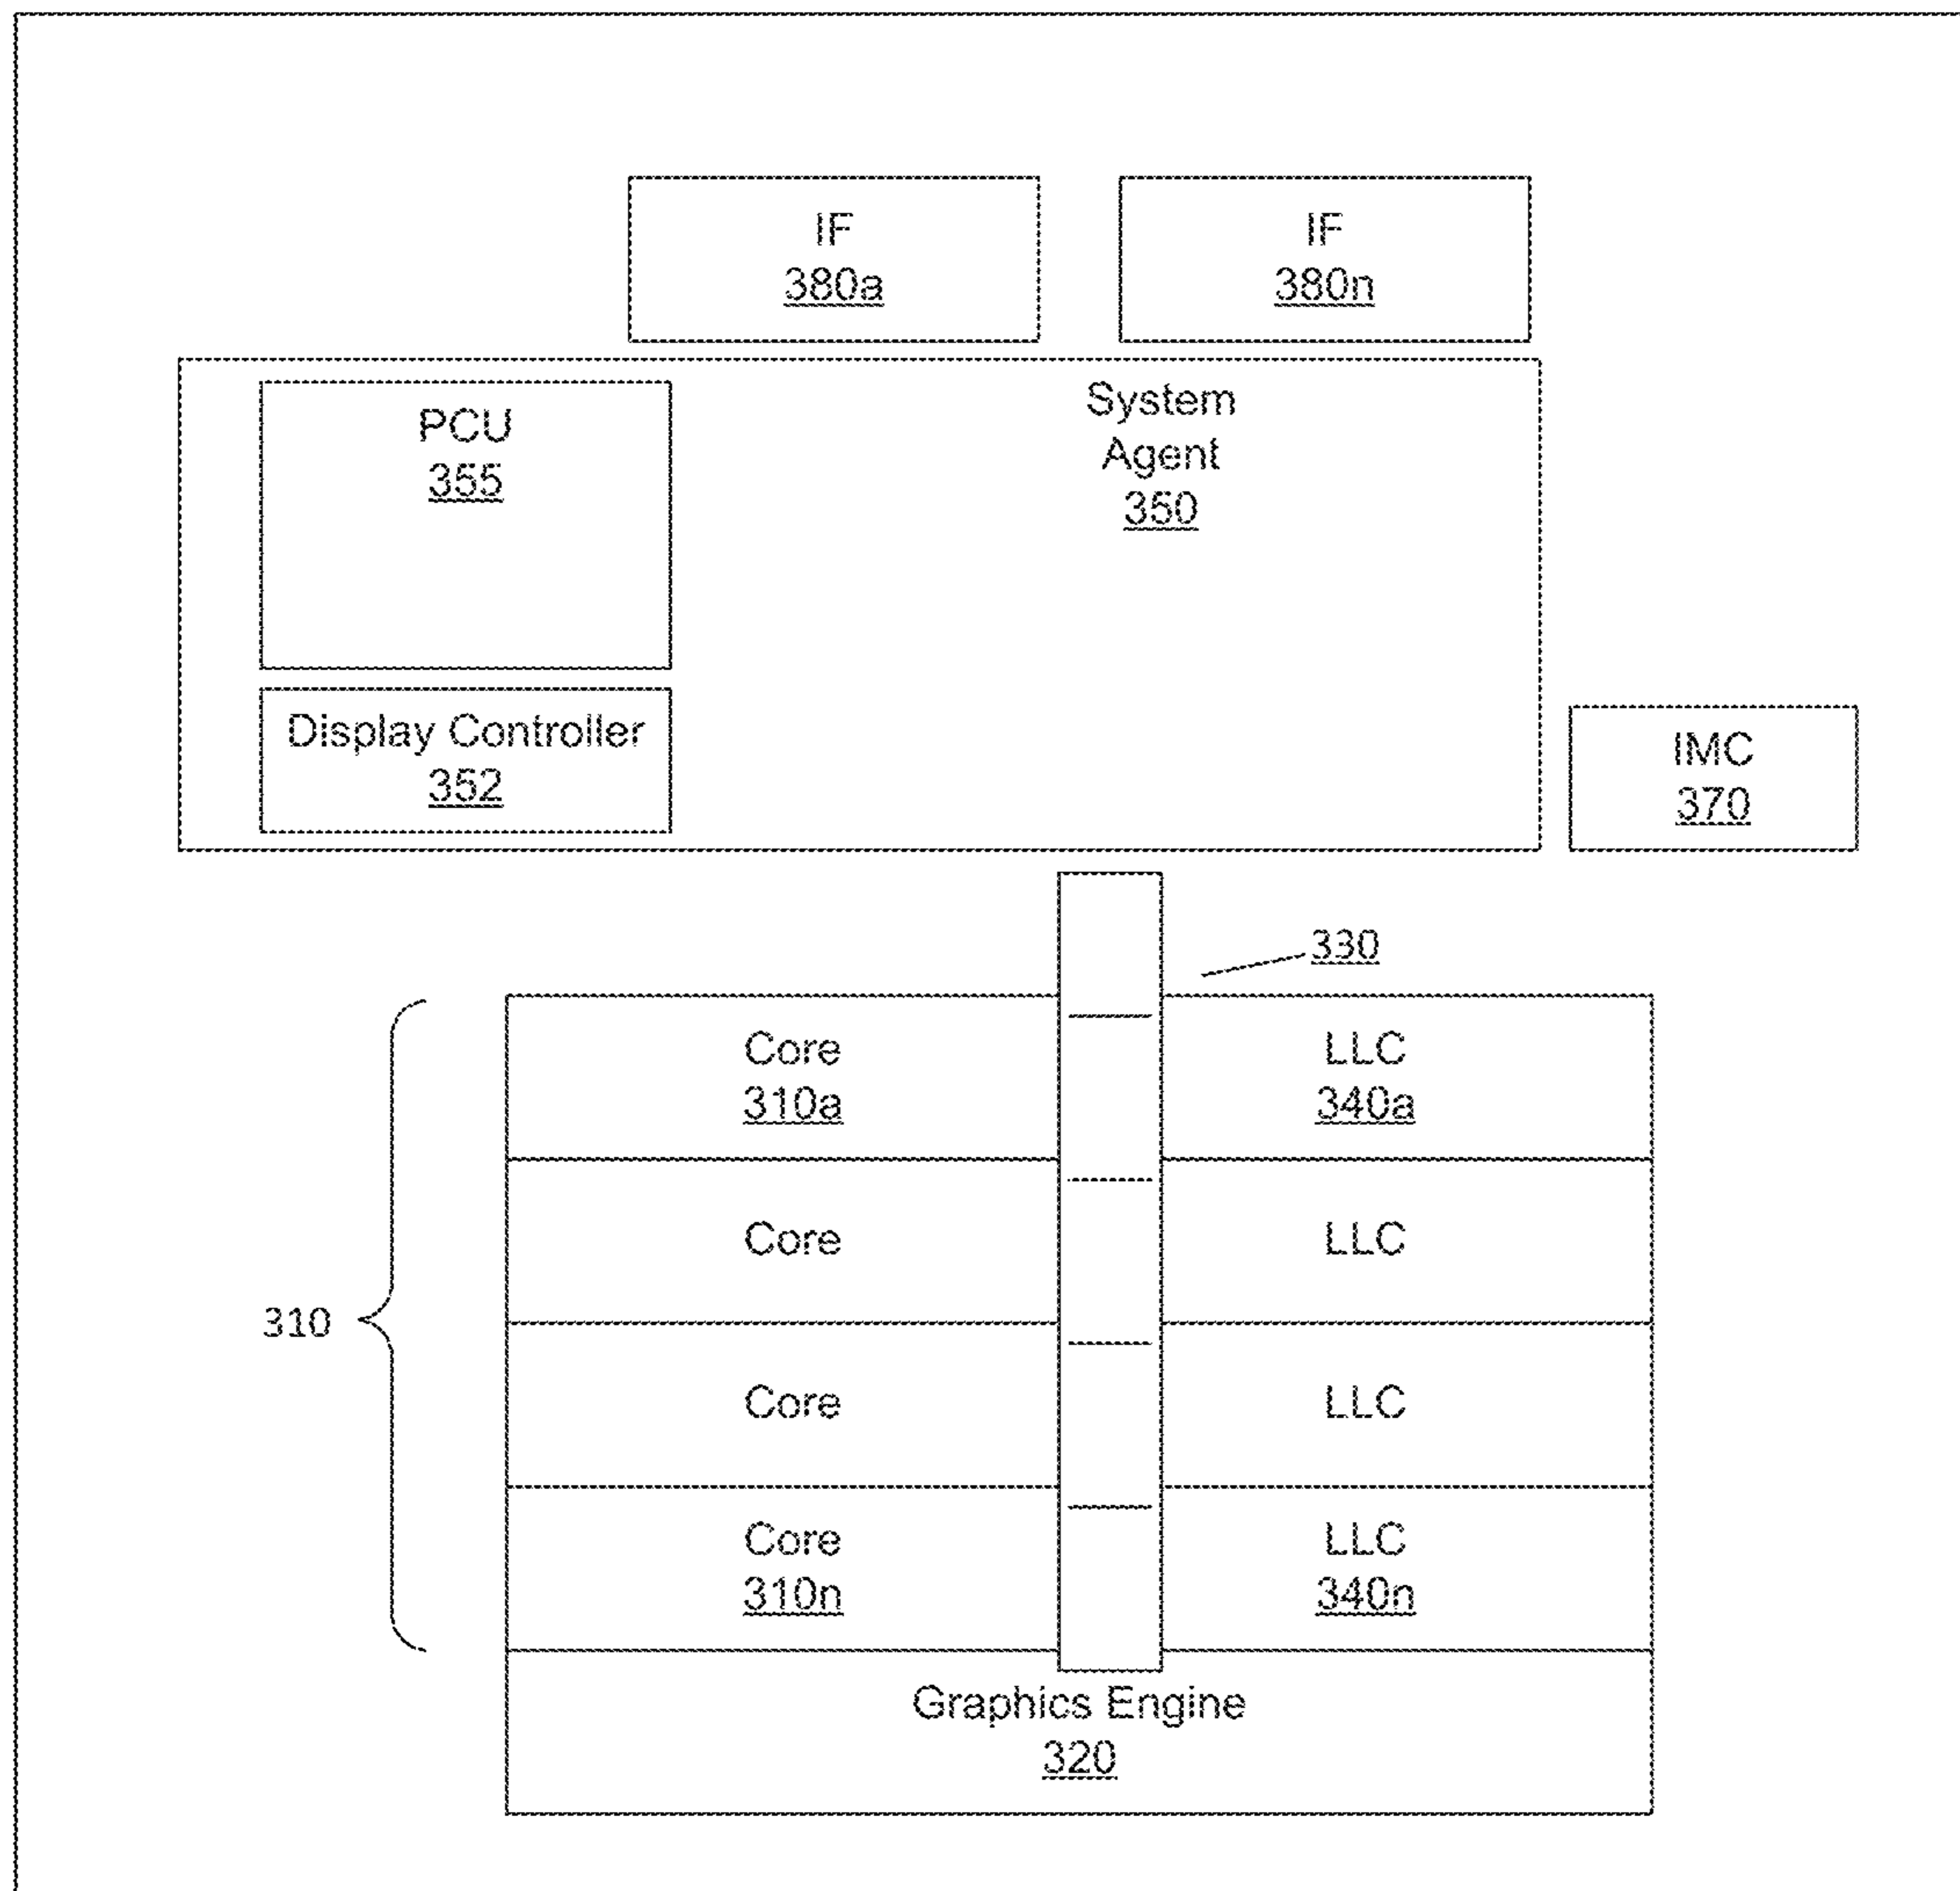 IF
380a
IF
380n
PCU
355
System
Agent
350
Display Controller
352
IMC
370
330
Core
310a
LLC
340a
Core
LLC
310
Core
LLC
Core
310n
LLC
340n
Graphics Engine
320